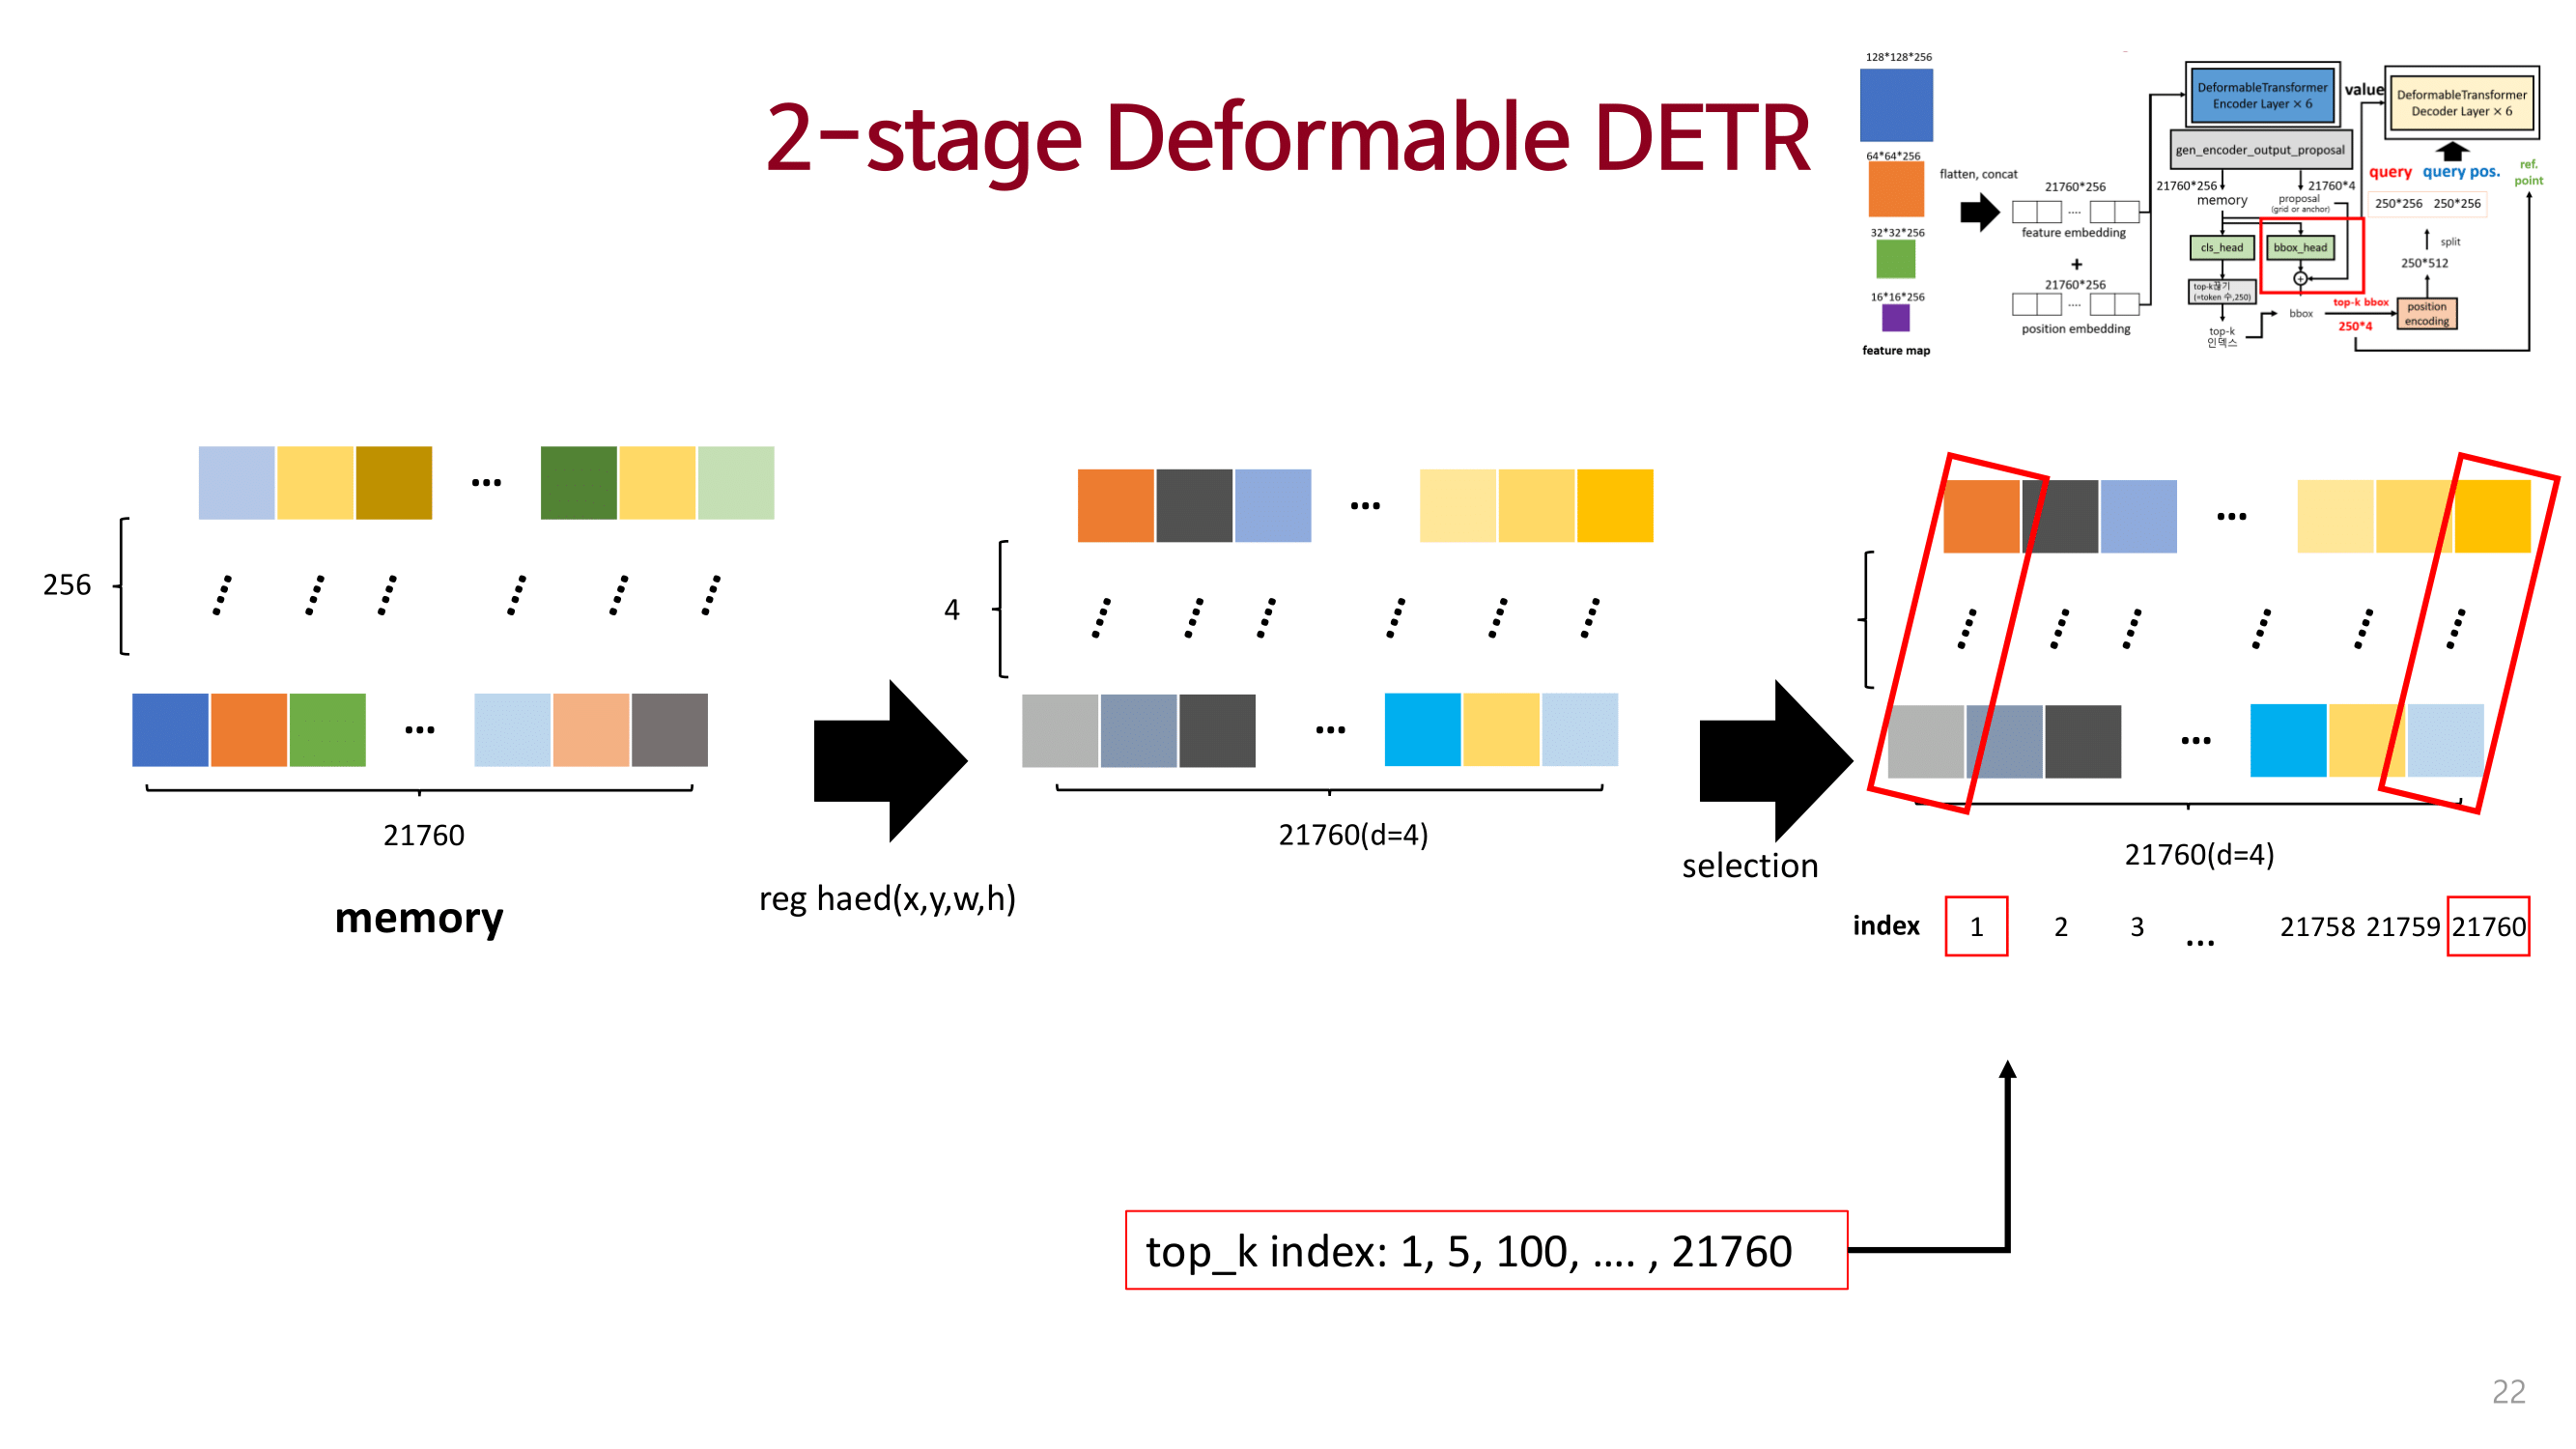 2-stage Deformable DETR
128*128*256
64*64*256
32*32*256
16*16*256
feature map
flatten, concat
21760*256
....
feature embedding
+
21760*256
....
position embedding
DeformableTransformer
Encoder Layer × 6
gen_encoder_output_proposal
21760*256
memory
21760*4
proposal
(grid or anchor)
cls_head
bbox_head
+
top-k끊기
(=token 수,250)
top-k
인덱스
bbox
top-k bbox
250*4
position
encoding
250*512
split
250*256 250*256
query query pos.
ref.
point
value
DeformableTransformer
Decoder Layer × 6
...
256
...
21760
memory
reg haed(x,y,w,h)
...
4
...
21760(d=4)
selection
...
...
21760(d=4)
index 1 2 3 ... 21758 21759 21760
top_k index: 1, 5, 100, .... , 21760
22